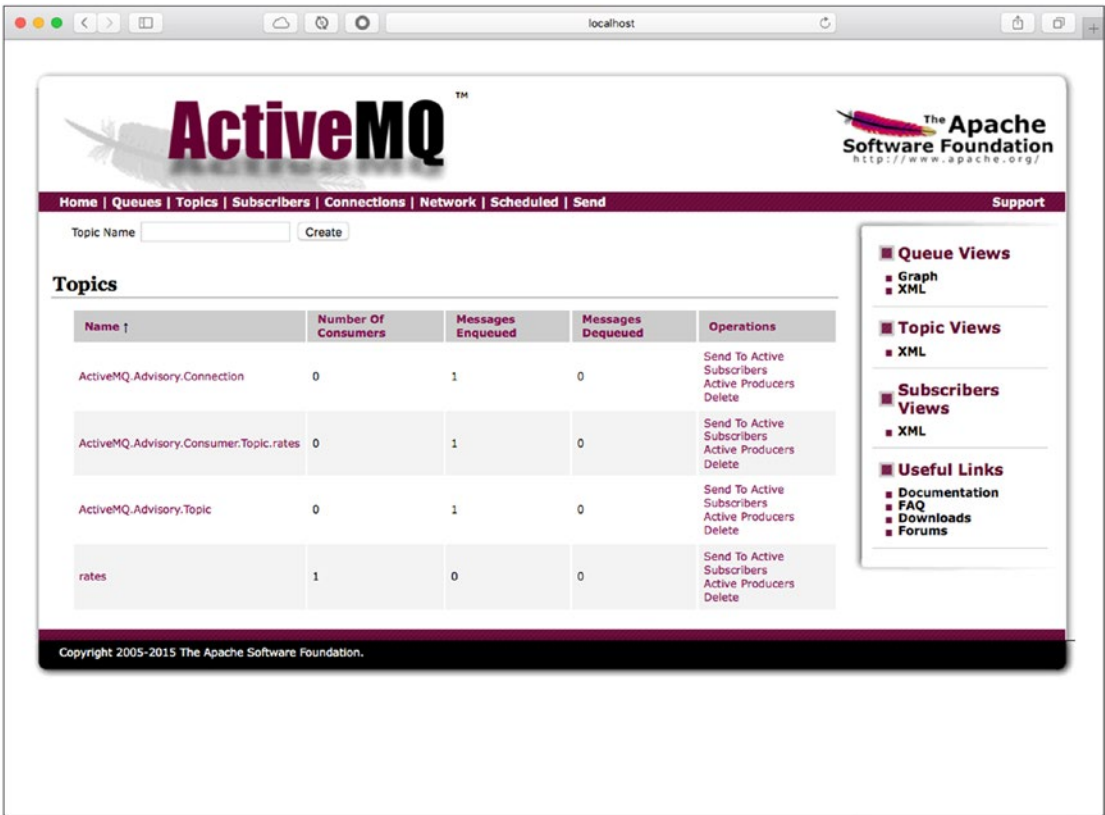 localhost
ActiveMQ™
The Apache
Software Foundation
http://www.apache.org/
Home | Queues | Topics | Subscribers | Connections | Network | Scheduled | Send
Support
Topic Name
Create
Topics
Name ↑
Number Of
Consumers
Messages
Enqueued
Messages
Dequeued
Operations
ActiveMQ.Advisory.Connection
0
1
0
Send To Active
Subscribers
Active Producers
Delete
ActiveMQ.Advisory.Consumer.Topic.rates
0
1
0
Send To Active
Subscribers
Active Producers
Delete
ActiveMQ.Advisory.Topic
0
1
0
Send To Active
Subscribers
Active Producers
Delete
rates
1
0
0
Send To Active
Subscribers
Active Producers
Delete
Queue Views
Graph
XML
Topic Views
XML
Subscribers
Views
XML
Useful Links
Documentation
FAQ
Downloads
Forums
Copyright 2005-2015 The Apache Software Foundation.